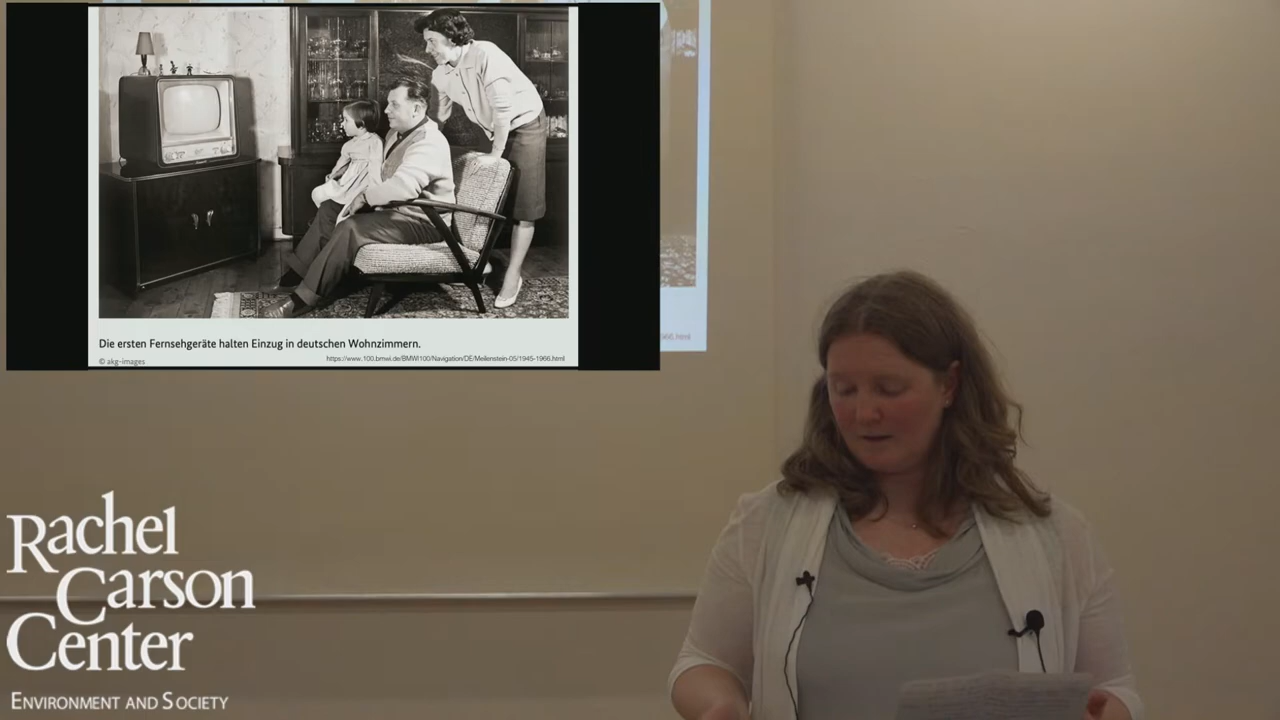 Die ersten Fernsehgeräte halten Einzug in deutschen Wohnzimmern.
© akg-images
https://www.100.bmwi.de/BMWI100/Navigation/DE/Meilenstein-05/1945-1966.html
Rachel
Carson
Center
ENVIRONMENT AND SOCIETY